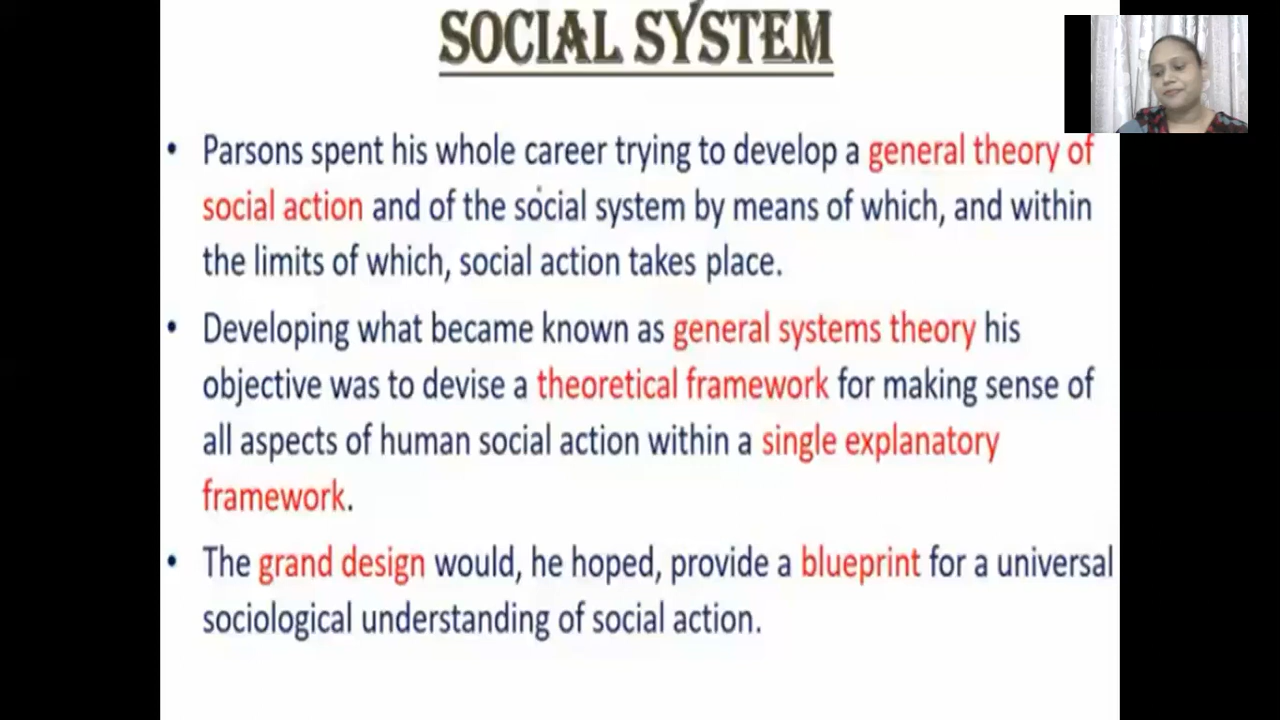 SOCIAL SYSTEM
• Parsons spent his whole career trying to develop a general theory of
social action and of the social system by means of which, and within
the limits of which, social action takes place.
• Developing what became known as general systems theory his
objective was to devise a theoretical framework for making sense of
all aspects of human social action within a single explanatory
framework.
• The grand design would, he hoped, provide a blueprint for a universal
sociological understanding of social action.